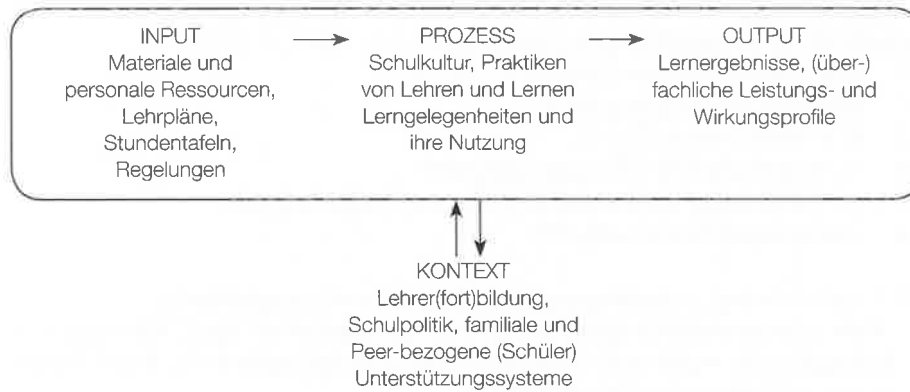 INPUT
Materiale und
personale Ressourcen,
Lehrpläne,
Stundentafeln,
Regelungen
PROZESS
Schulkultur, Praktiken
von Lehren und Lernen
Lerngelegenheiten und
ihre Nutzung
OUTPUT
Lernergebnisse, (über-)
fachliche Leistungs- und
Wirkungsprofile
KONTEXT
Lehrer(fort)bildung,
Schulpolitik, familiale und
Peer-bezogene (Schüler)
Unterstützungssysteme